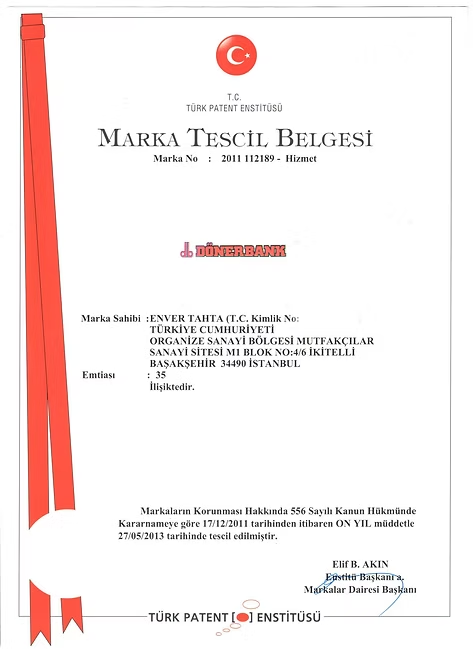 T.C.
TÜRK PATENT ENSTİTÜSÜ
MARKA TESCİL BELGESİ
Marka No : 2011 112189 - Hizmet
DÖNERBANK
Marka Sahibi :ENVER TAHTA (T.C. Kimlik No:
TÜRKİYE CUMHURİYETİ
ORGANİZE SANAYİ BÖLGESİ MUTFAKÇILAR
SANAYİ SİTESİ M1 BLOK NO:4/6 İKİTELLİ
BAŞAKŞEHİR 34490 İSTANBUL
Emtiası : 35
İlişiktedir.
Markaların Korunması Hakkında 556 Sayılı Kanun Hükmünde
Kararnameye göre 17/12/2011 tarihinden itibaren ON YIL müddetle
27/05/2013 tarihinde tescil edilmiştir.
Elif B. AKIN
Enstitü Başkanı a.
Markalar Dairesi Başkanı
TÜRK PATENT ENSTİTÜSÜ